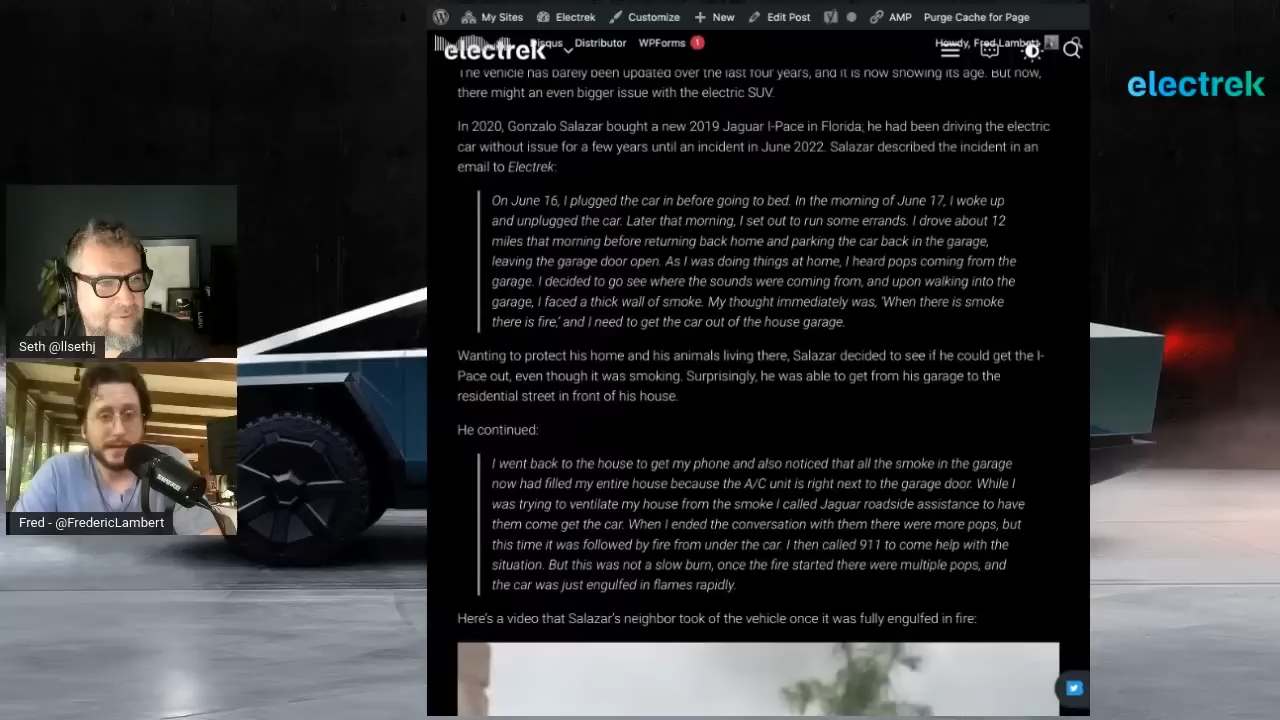 My Sites Electrek Customize New Edit Post AMP Purge Cache for Page
Disqus Distributor WPForms 1 Howdy, Fred Lambert
electrek
electrek
The vehicle has barely been updated over the last four years, and it is now showing its age. But now,
there might an even bigger issue with the electric SUV.
In 2020, Gonzalo Salazar bought a new 2019 Jaguar I-Pace in Florida; he had been driving the electric
car without issue for a few years until an incident in June 2022. Salazar described the incident in an
email to Electrek:
On June 16, I plugged the car in before going to bed. In the morning of June 17, I woke up
and unplugged the car. Later that morning, I set out to run some errands. I drove about 12
miles that morning before returning back home and parking the car back in the garage,
leaving the garage door open. As I was doing things at home, I heard pops coming from the
garage. I decided to go see where the sounds were coming from, and upon walking into the
garage, I faced a thick wall of smoke. My thought immediately was, 'When there is smoke
there is fire,' and I need to get the car out of the house garage.
Wanting to protect his home and his animals living there, Salazar decided to see if he could get the I-
Pace out, even though it was smoking. Surprisingly, he was able to get from his garage to the
residential street in front of his house.
He continued:
I went back to the house to get my phone and also noticed that all the smoke in the garage
now had filled my entire house because the A/C unit is right next to the garage door. While I
was trying to ventilate my house from the smoke I called Jaguar roadside assistance to have
them come get the car. When I ended the conversation with them there were more pops, but
this time it was followed by fire from under the car. I then called 911 to come help with the
situation. But this was not a slow burn, once the fire started there were multiple pops, and
the car was just engulfed in flames rapidly.
Here's a video that Salazar's neighbor took of the vehicle once it was fully engulfed in fire:
Seth @llsethj
Fred - @FredericLambert